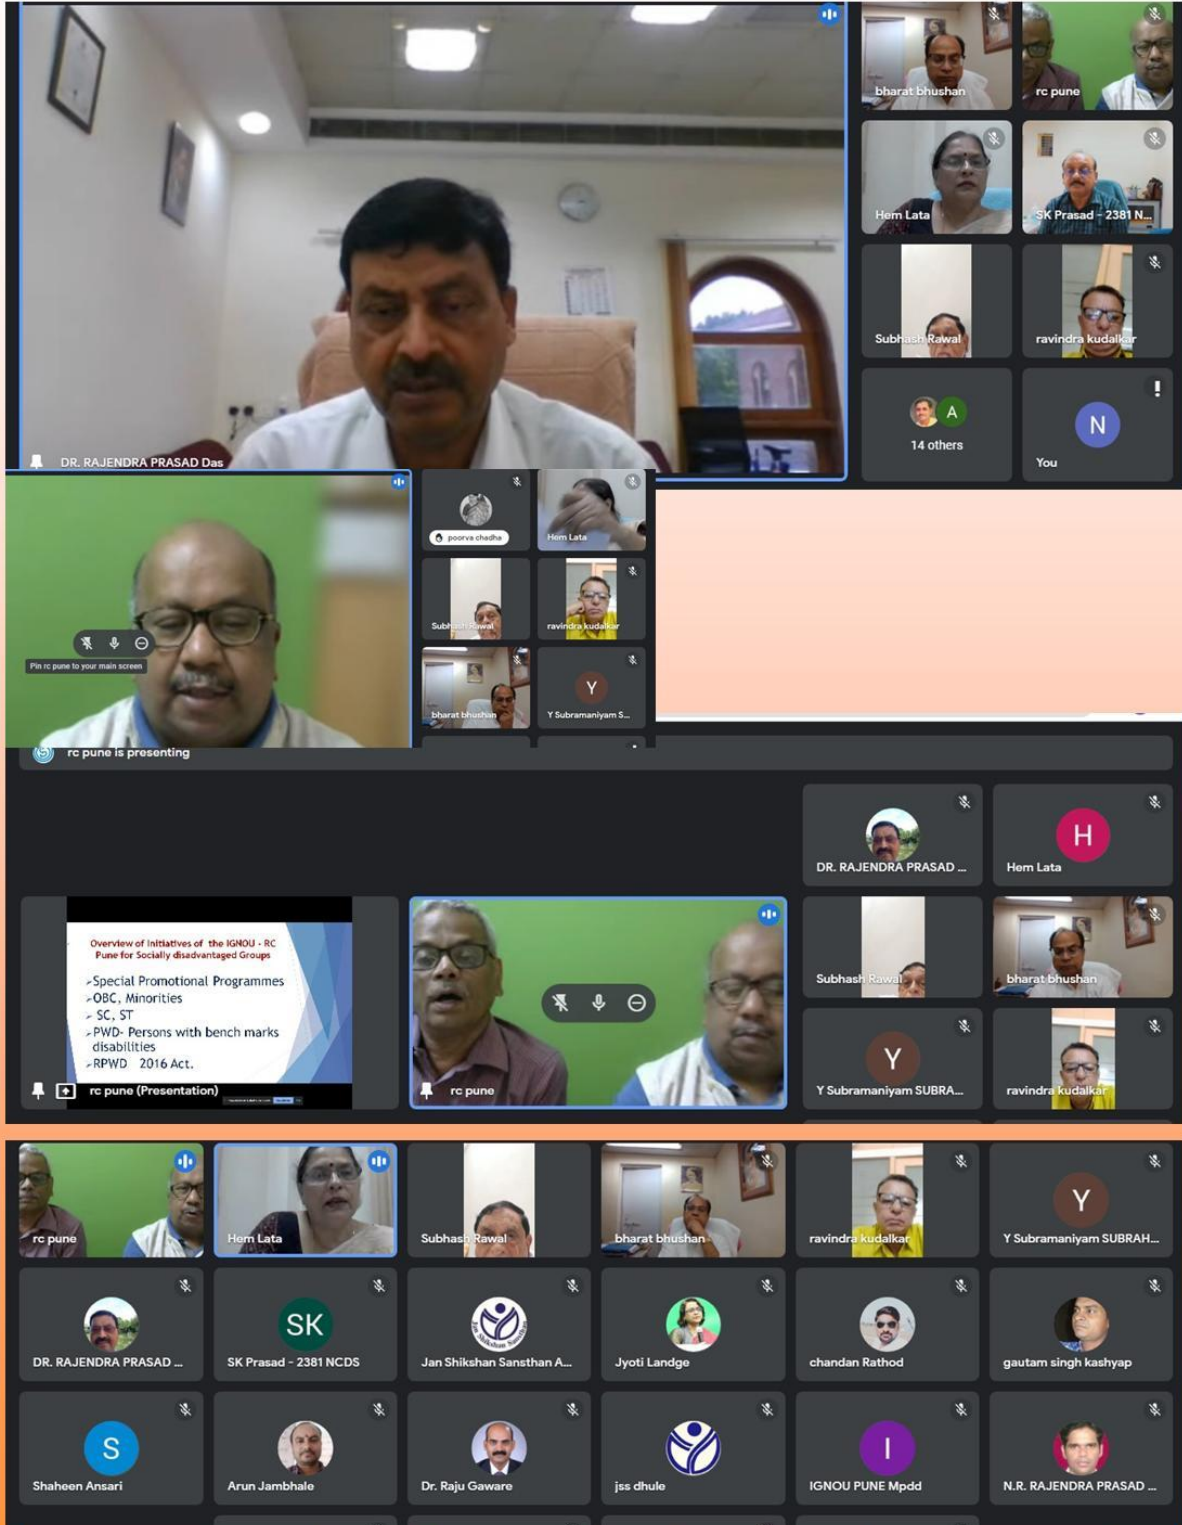 bharat bhushan
rc pune
Hem Lata
SK Prasad - 2381 N...
Subhash Rawal
ravindra kudalkar
A
14 others
N
You
DR. RAJENDRA PRASAD Das
poorva chadha
Hem Lata
Subhash Rawal
ravindra kudalkar
Pin rc pune to your main screen
bharat bhushan
Y
Y Subramaniyam S...
rc pune is presenting
DR. RAJENDRA PRASAD ...
H
Hem Lata
Overview of Initiatives of the IGNOU - RC
Pune for Socially disadvantaged Groups
Special Promotional Programmes
OBC, Minorities
SC, ST
PWD- Persons with bench marks
disabilities
RPWD 2016 Act.
rc pune (Presentation)
rc pune
Subhash Rawal
bharat bhushan
Y
Y Subramaniyam SUBRA...
ravindra kudalkar
rc pune
Hem Lata
Subhash Rawal
bharat bhushan
ravindra kudalkar
Y
Y Subramaniyam SUBRAH...
DR. RAJENDRA PRASAD ...
SK
SK Prasad - 2381 NCDS
Jan Shikshan Sansthan
Jan Shikshan Sansthan A...
Jyoti Landge
chandan Rathod
gautam singh kashyap
S
Shaheen Ansari
Arun Jambhale
Dr. Raju Gaware
jss dhule
I
IGNOU PUNE Mpdd
N.R. RAJENDRA PRASAD ...